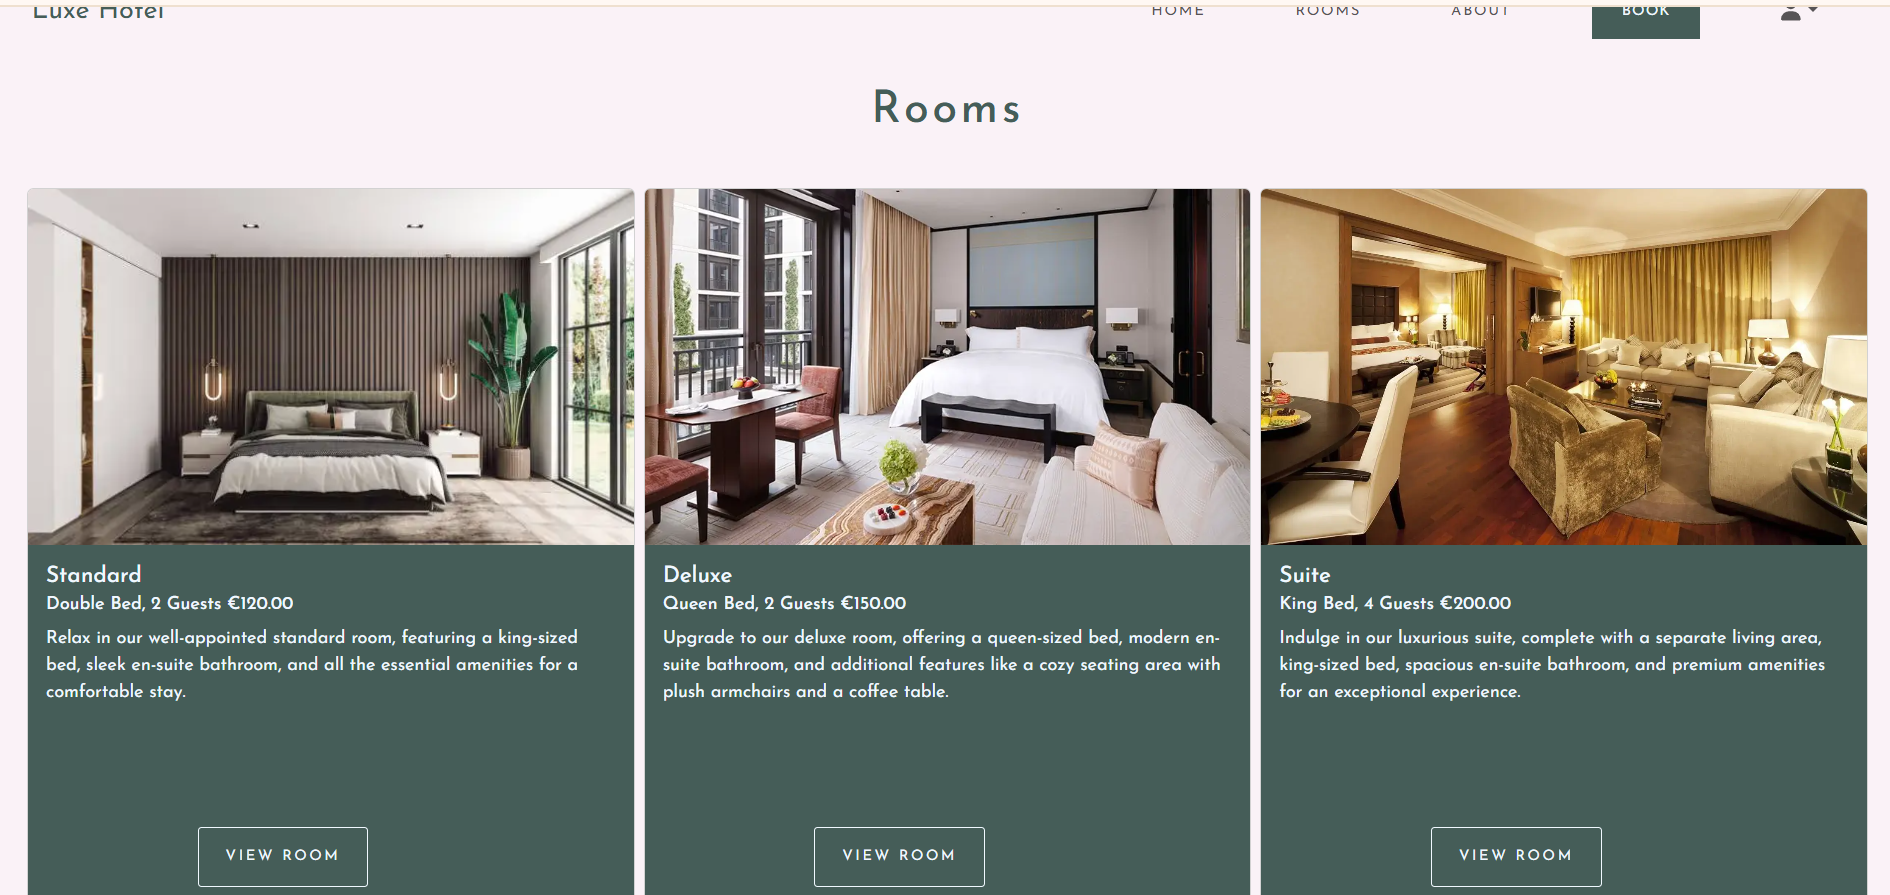 Luxe Hotel
HOME
ROOMS
ABOUT
BOOK
Rooms
Standard
Double Bed, 2 Guests €120.00
Relax in our well-appointed standard room, featuring a king-sized
bed, sleek en-suite bathroom, and all the essential amenities for a
comfortable stay.
VIEW ROOM
Deluxe
Queen Bed, 2 Guests €150.00
Upgrade to our deluxe room, offering a queen-sized bed, modern en-
suite bathroom, and additional features like a cozy seating area with
plush armchairs and a coffee table.
VIEW ROOM
Suite
King Bed, 4 Guests €200.00
Indulge in our luxurious suite, complete with a separate living area,
king-sized bed, spacious en-suite bathroom, and premium amenities
for an exceptional experience.
VIEW ROOM